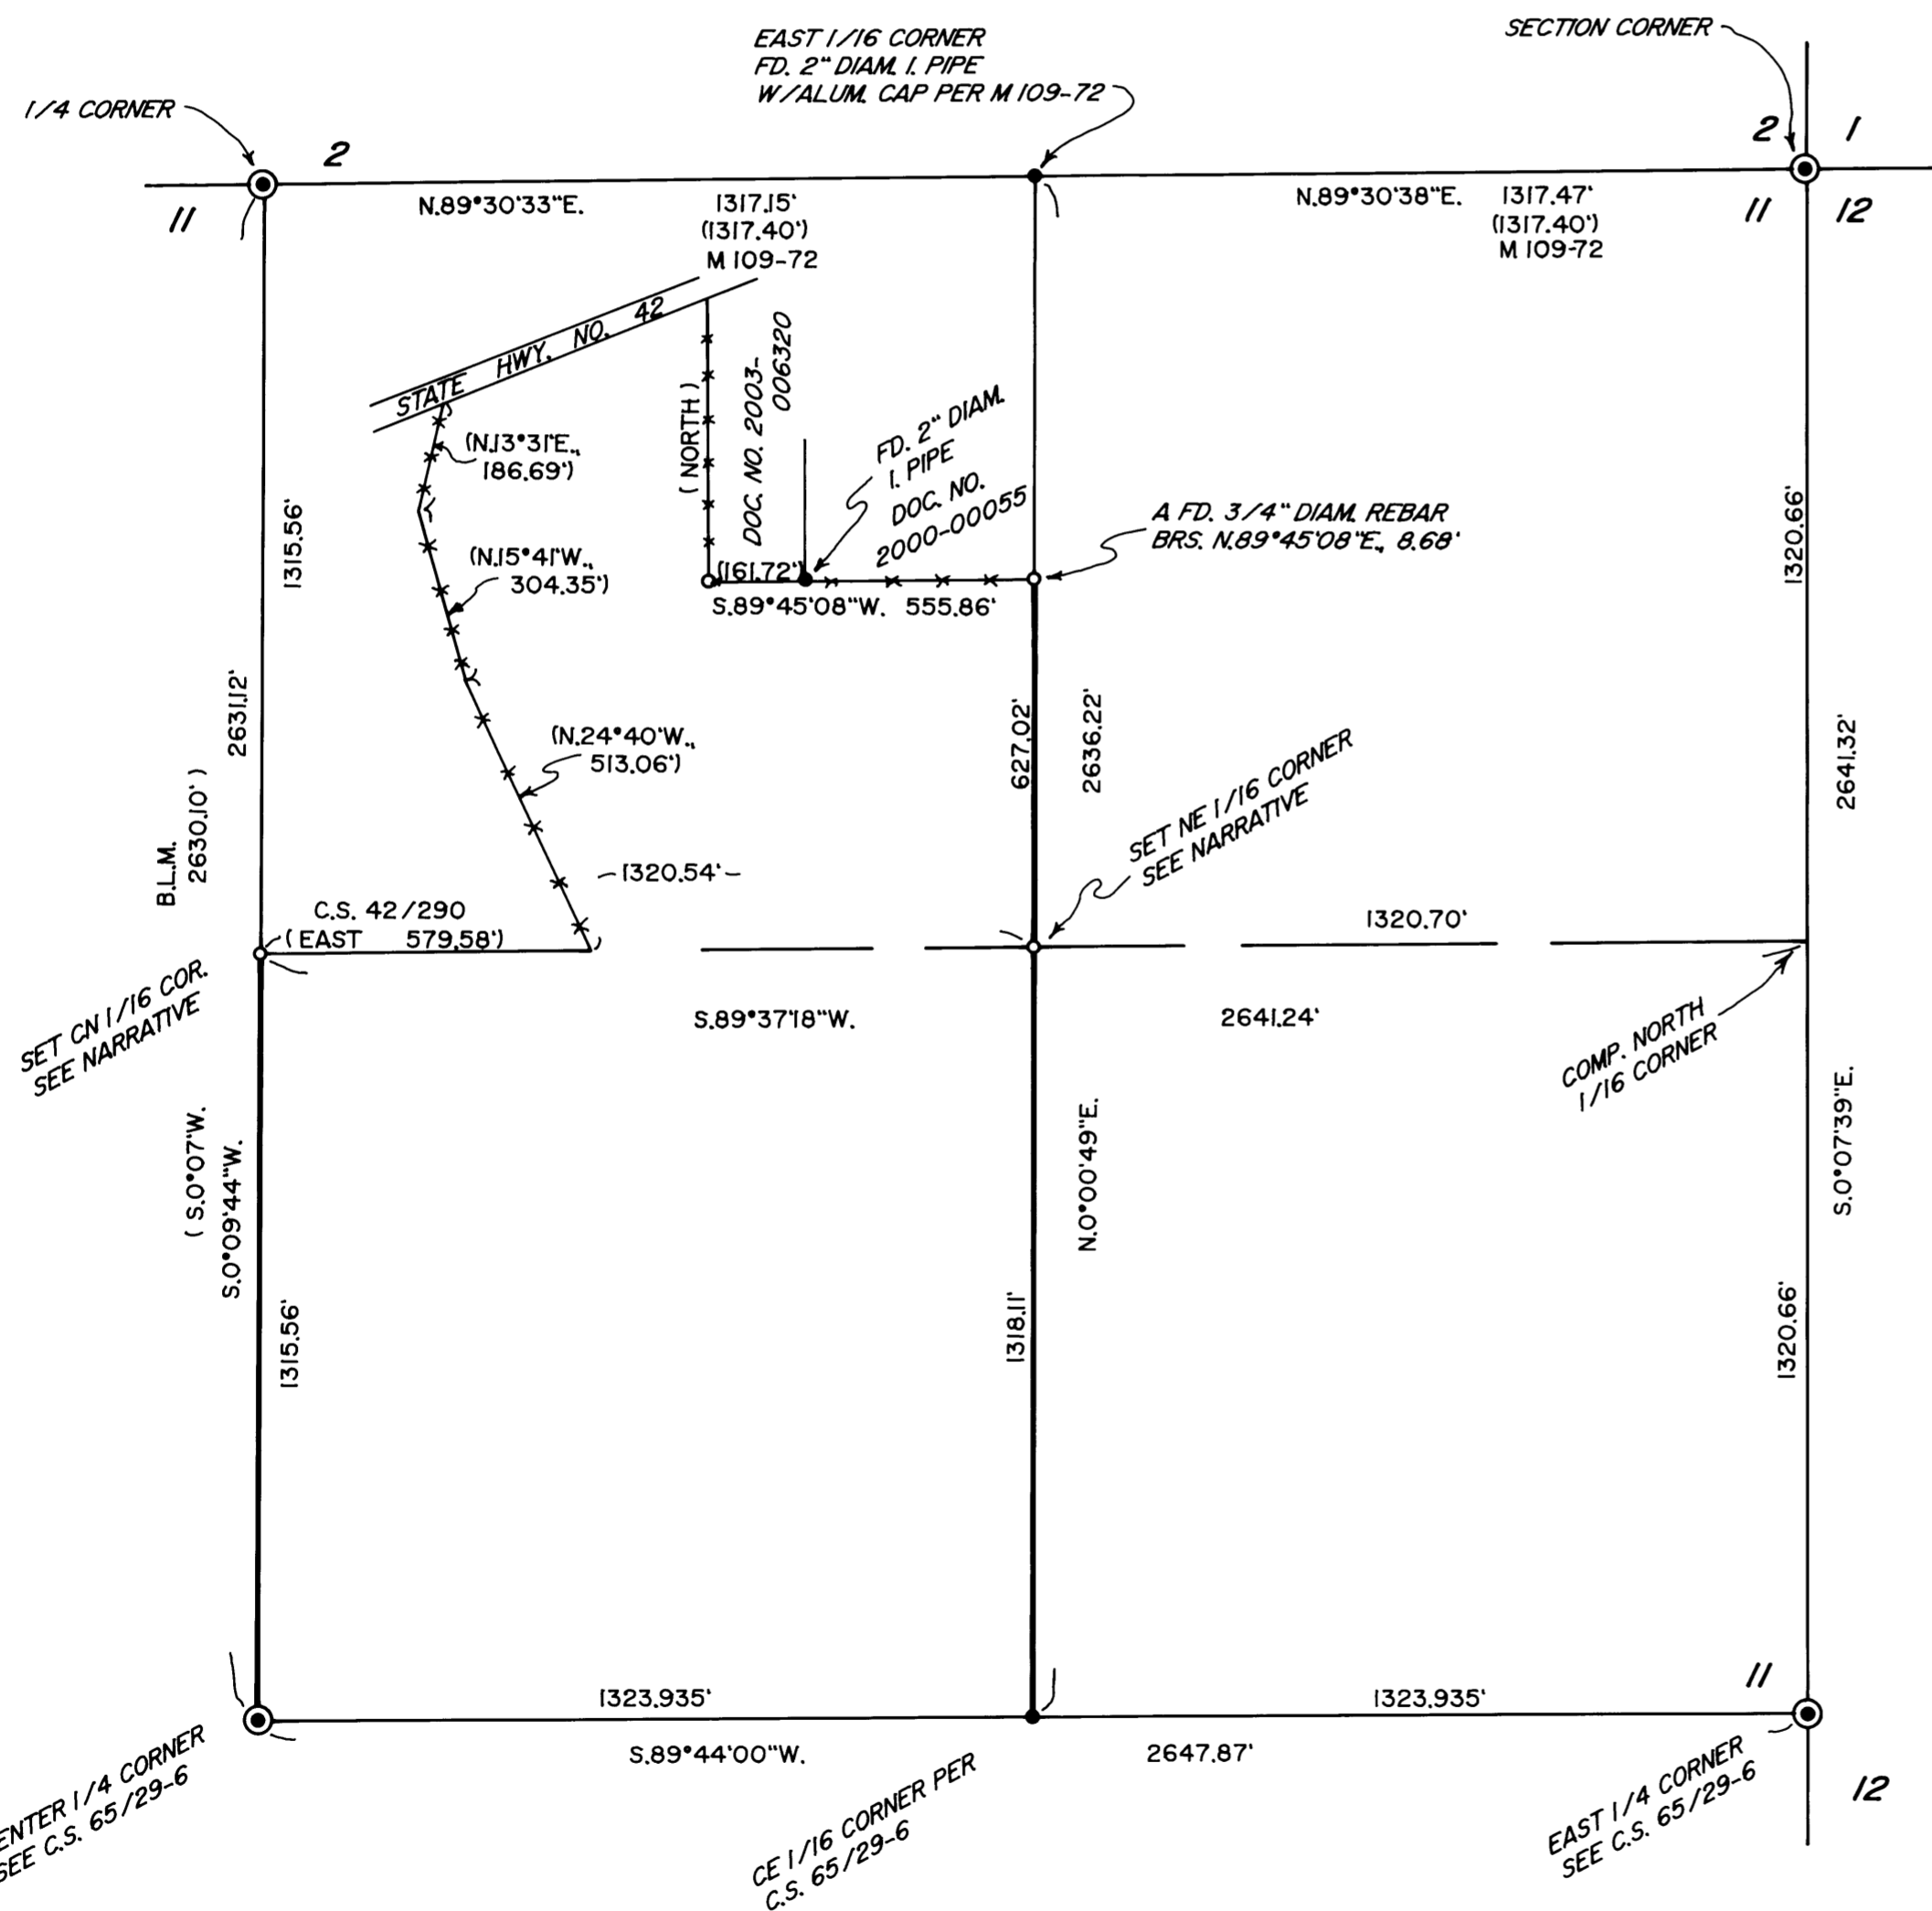 EAST 1/16 CORNER
FD. 2" DIAM. I. PIPE
W/ALUM. CAP PER M 109-72
SECTION CORNER
1/4 CORNER
2
2
1
11
11
12
N.89°30'33"E.
1317.15'
(1317.40')
M 109-72
N.89°30'38"E.
1317.47'
(1317.40')
M 109-72
STATE HWY. NO. 42
(NORTH)
DOC. NO. 2003-
006320
FD. 2" DIAM.
I. PIPE
DOC. NO.
2000-00055
(N.13°31'E.,
186.69')
A FD. 3/4" DIAM. REBAR
BRS. N.89°45'08"E., 8.68'
1315.56'
1320.66'
(N.15°41'W.,
304.35')
(161.72')
S.89°45'08"W. 555.86'
2631.12'
627.02'
2636.22'
2641.32'
(N.24°40'W.,
513.06')
SET NE 1/16 CORNER
SEE NARRATIVE
B.L.M.
2630.10')
1320.54'
C.S. 42/290
(EAST 579.58')
1320.70'
SET CN 1/16 COR.
SEE NARRATIVE
S.89°37'18"W.
2641.24'
COMP. NORTH
1/16 CORNER
(S.0°07'W.
S.0°09'44"W.
N.0°00'49"E.
S.0°07'39"E.
1315.56'
1318.11'
1320.66'
1323.935'
1323.935'
11
S.89°44'00"W.
2647.87'
ENTER 1/4 CORNER
SEE C.S. 65/29-6
CE 1/16 CORNER PER
C.S. 65/29-6
EAST 1/4 CORNER
SEE C.S. 65/29-6
12